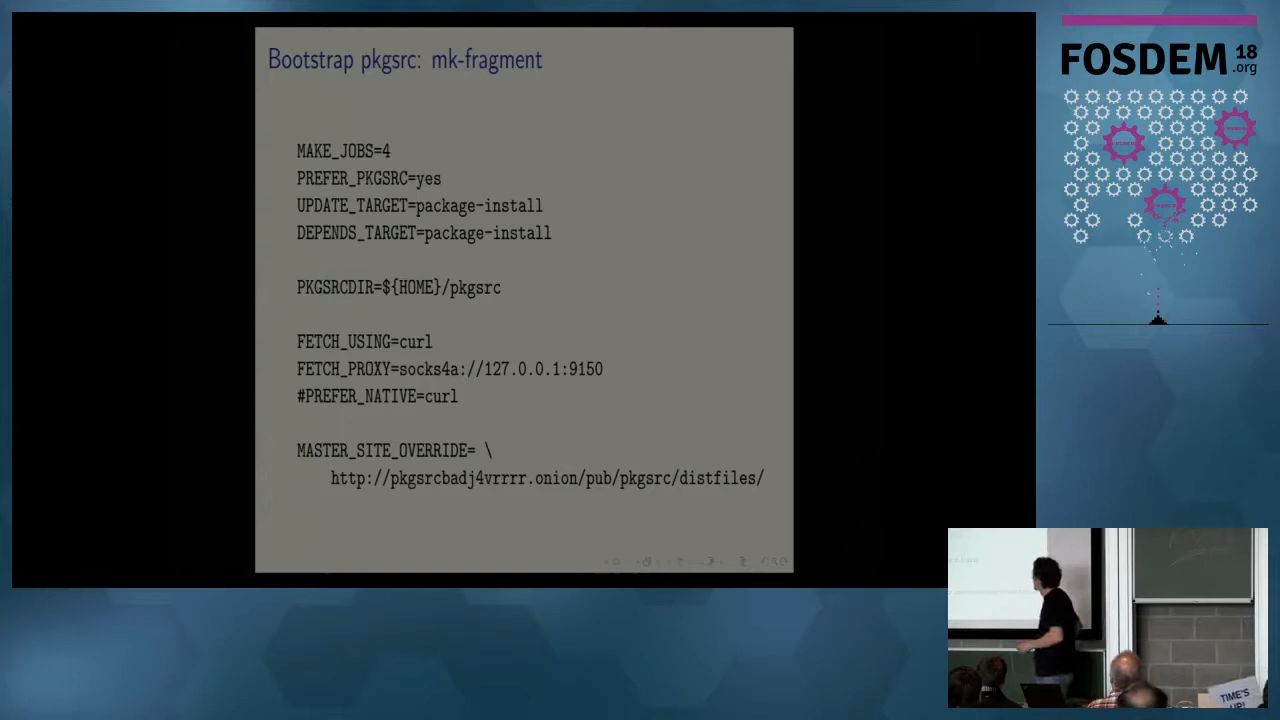 Bootstrap pkgsrc: mk-fragment
MAKE_JOBS=4
PREFER_PKGSRC=yes
UPDATE_TARGET=package-install
DEPENDS_TARGET=package-install
PKGSRCDIR=${HOME}/pkgsrc
FETCH_USING=curl
FETCH_PROXY=socks4a://127.0.0.1:9150
#PREFER_NATIVE=curl
MASTER_SITE_OVERRIDE= \
http://pkgsrcbadj4vrrrr.onion/pub/pkgsrc/distfiles/
FOSDEM 18
.org
TIME'S
UP!